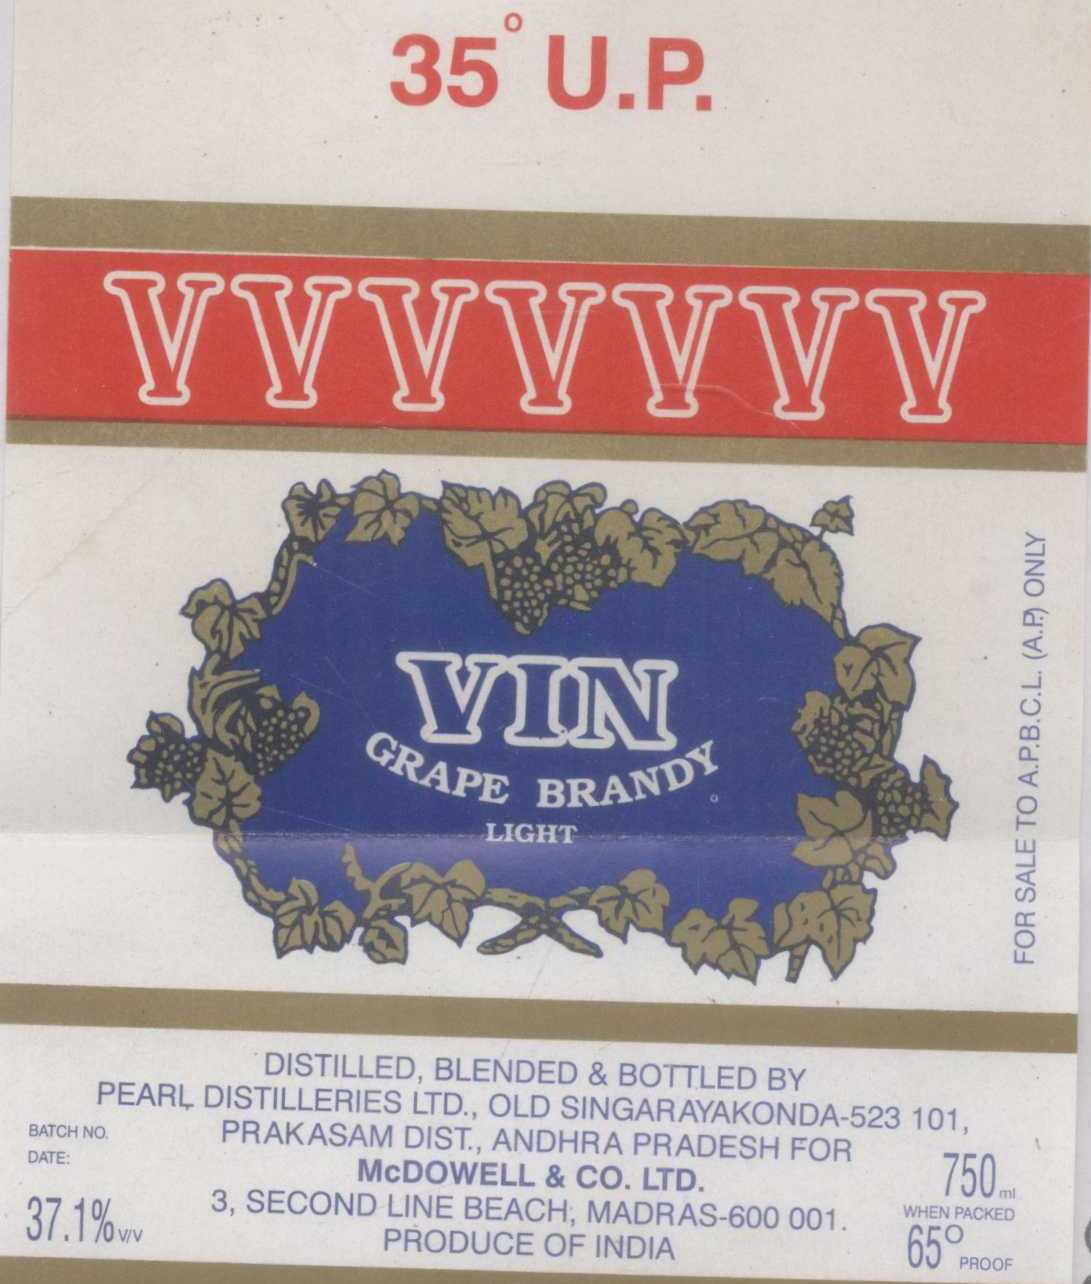 35° U.P.
VVVVVVV
VIN
GRAPE BRANDY
LIGHT
FOR SALE TO A.P.B.C.L. (A.P.) ONLY
DISTILLED, BLENDED & BOTTLED BY
PEARL DISTILLERIES LTD., OLD SINGARAYAKONDA-523 101,
PRAKASAM DIST., ANDHRA PRADESH FOR
McDOWELL & CO. LTD.
3, SECOND LINE BEACH, MADRAS-600 001.
PRODUCE OF INDIA
BATCH NO.
DATE:
37.1% V/V
750 ml
WHEN PACKED
65° PROOF